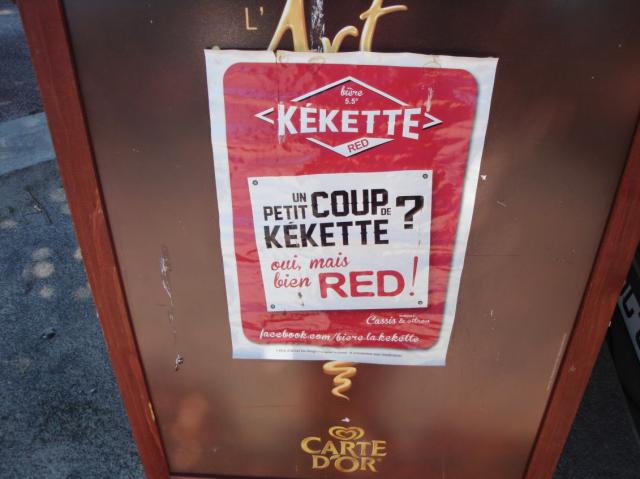 L'
Art
bière
5.5°
KÉKETTE
RED
UN
PETIT COUP DE ?
KÉKETTE
oui, mais
bien RED!
Cassis & citron
facebook.com/biere.la.kekette
CARTE
D'OR